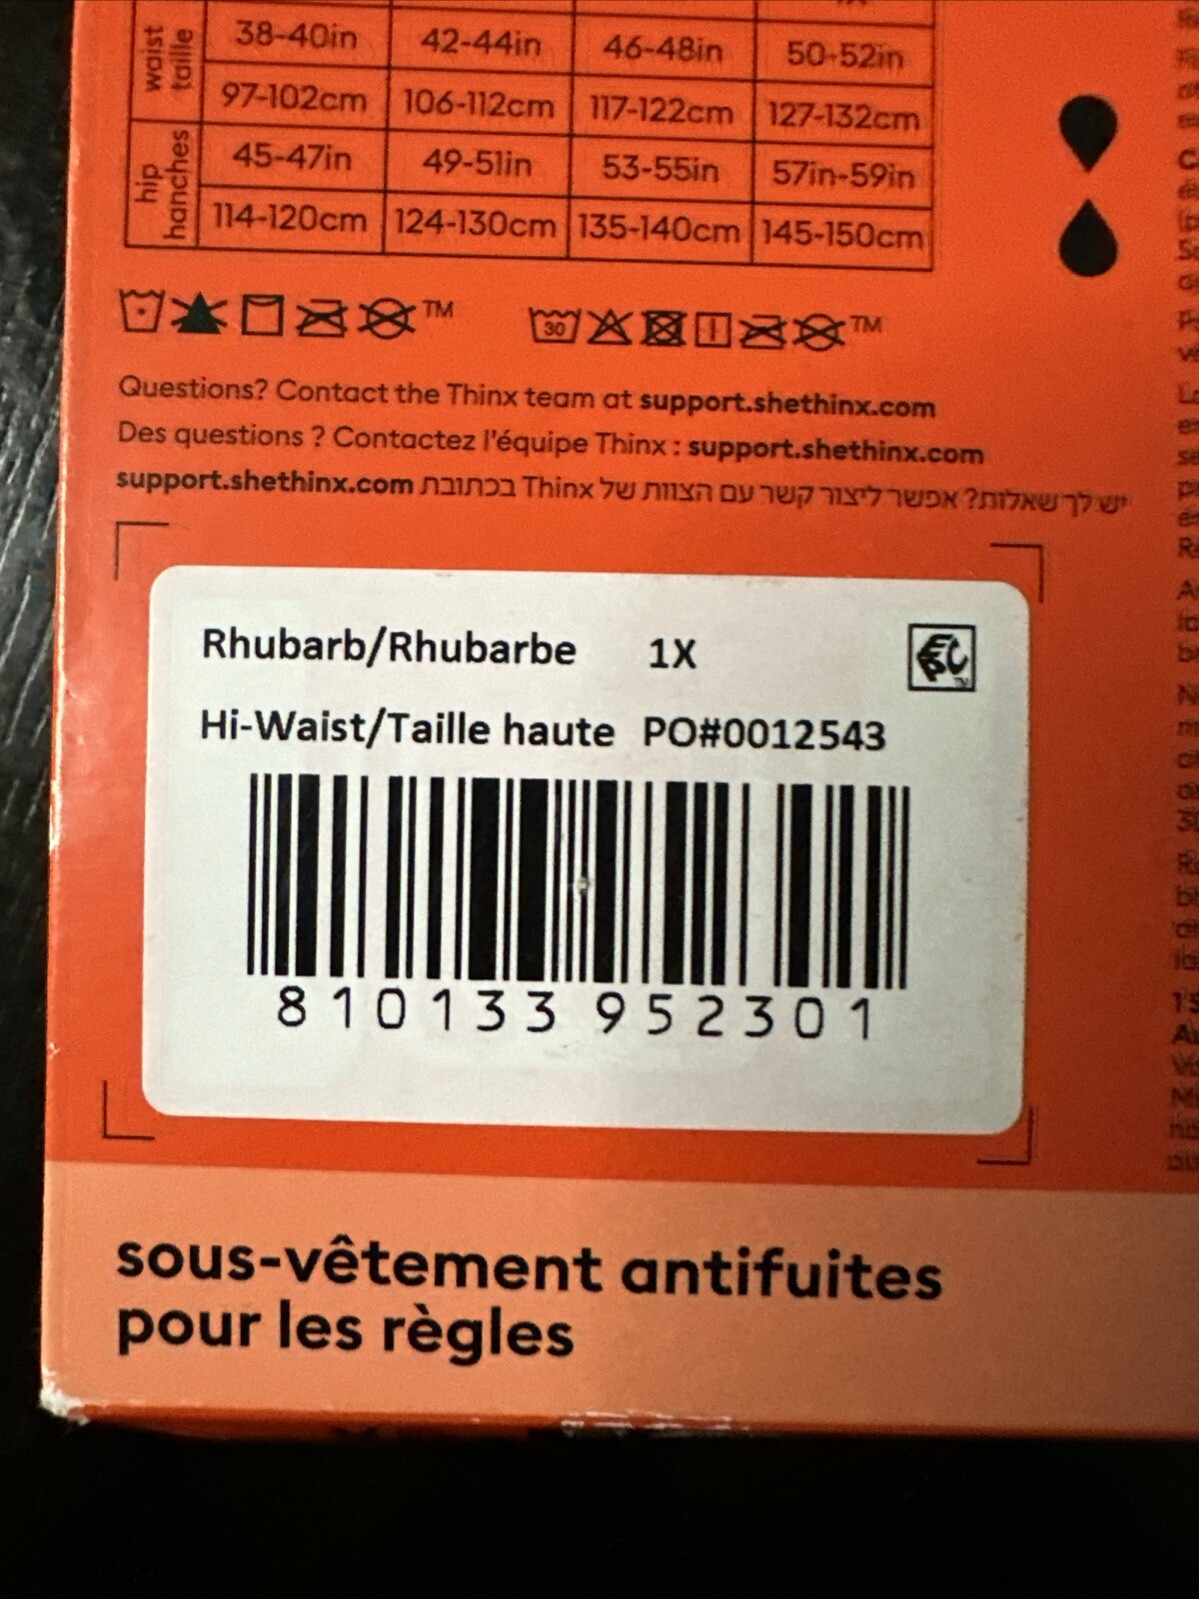 waist
taille
38-40in 42-44in 46-48in 50-52in
97-102cm 106-112cm 117-122cm 127-132cm
hip
hanches
45-47in 49-51in 53-55in 57in-59in
114-120cm 124-130cm 135-140cm 145-150cm
TM 30 TM
Questions? Contact the Thinx team at support.shethinx.com
Des questions ? Contactez l'équipe Thinx : support.shethinx.com
יש לך שאלות? אפשר ליצור קשר עם הצוות של Thinx בכתובת support.shethinx.com
Rhubarb/Rhubarbe 1X
Hi-Waist/Taille haute PO#0012543
8 10133 95230 1
sous-vêtement antifuites
pour les règles